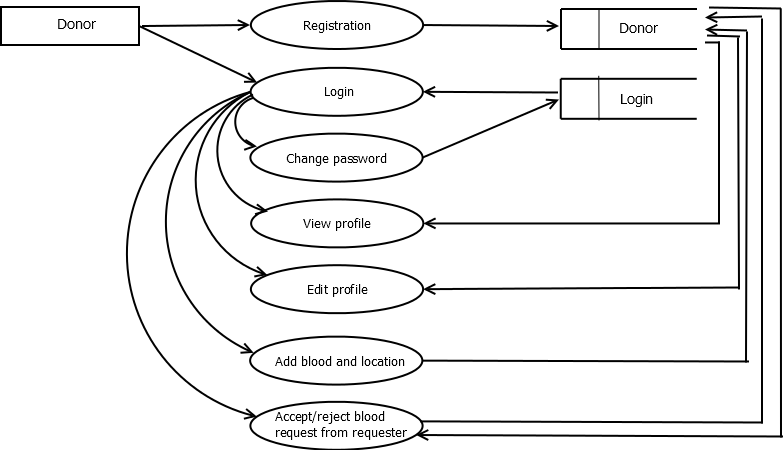 Donor
Registration
Donor
Login
Login
Change password
View profile
Edit profile
Add blood and location
Accept/reject blood
request from requester